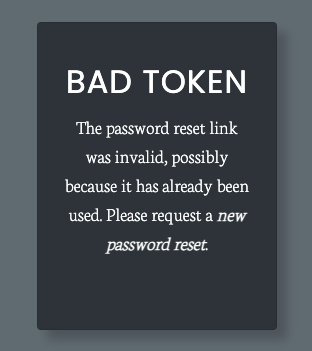 BAD TOKEN
The password reset link
was invalid, possibly
because it has already been
used. Please request a new
password reset.